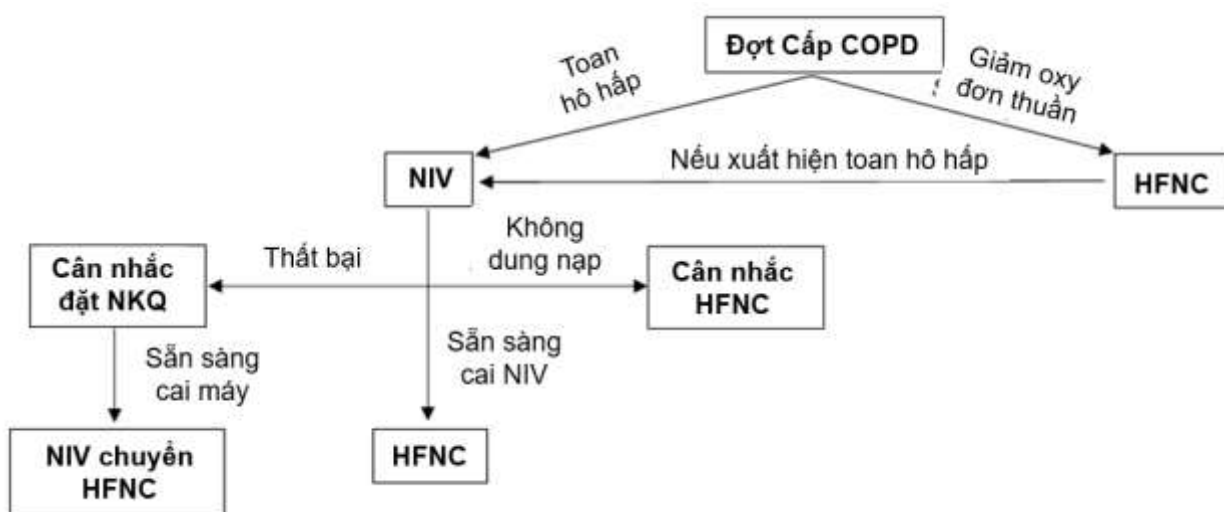 Đợt Cấp COPD
Toan
hô hấp
Giảm oxy
đơn thuần
Nếu xuất hiện toan hô hấp
NIV
HFNC
Không
dung nạp
Thất bại
Cân nhắc
đặt NKQ
Cân nhắc
HFNC
Sẵn sàng
cai máy
Sẵn sàng
cai NIV
NIV chuyển
HFNC
HFNC